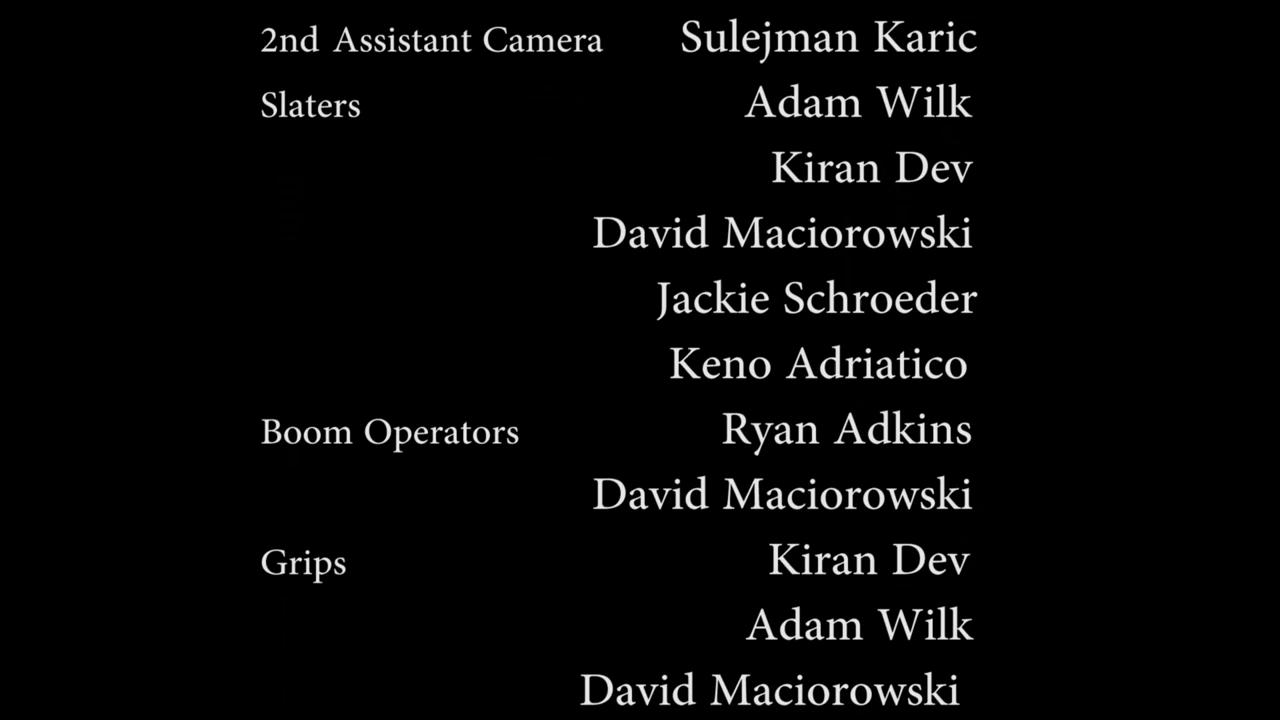 2nd Assistant Camera Sulejman Karic
Slaters Adam Wilk
Kiran Dev
David Maciorowski
Jackie Schroeder
Keno Adriatico
Boom Operators Ryan Adkins
David Maciorowski
Grips Kiran Dev
Adam Wilk
David Maciorowski